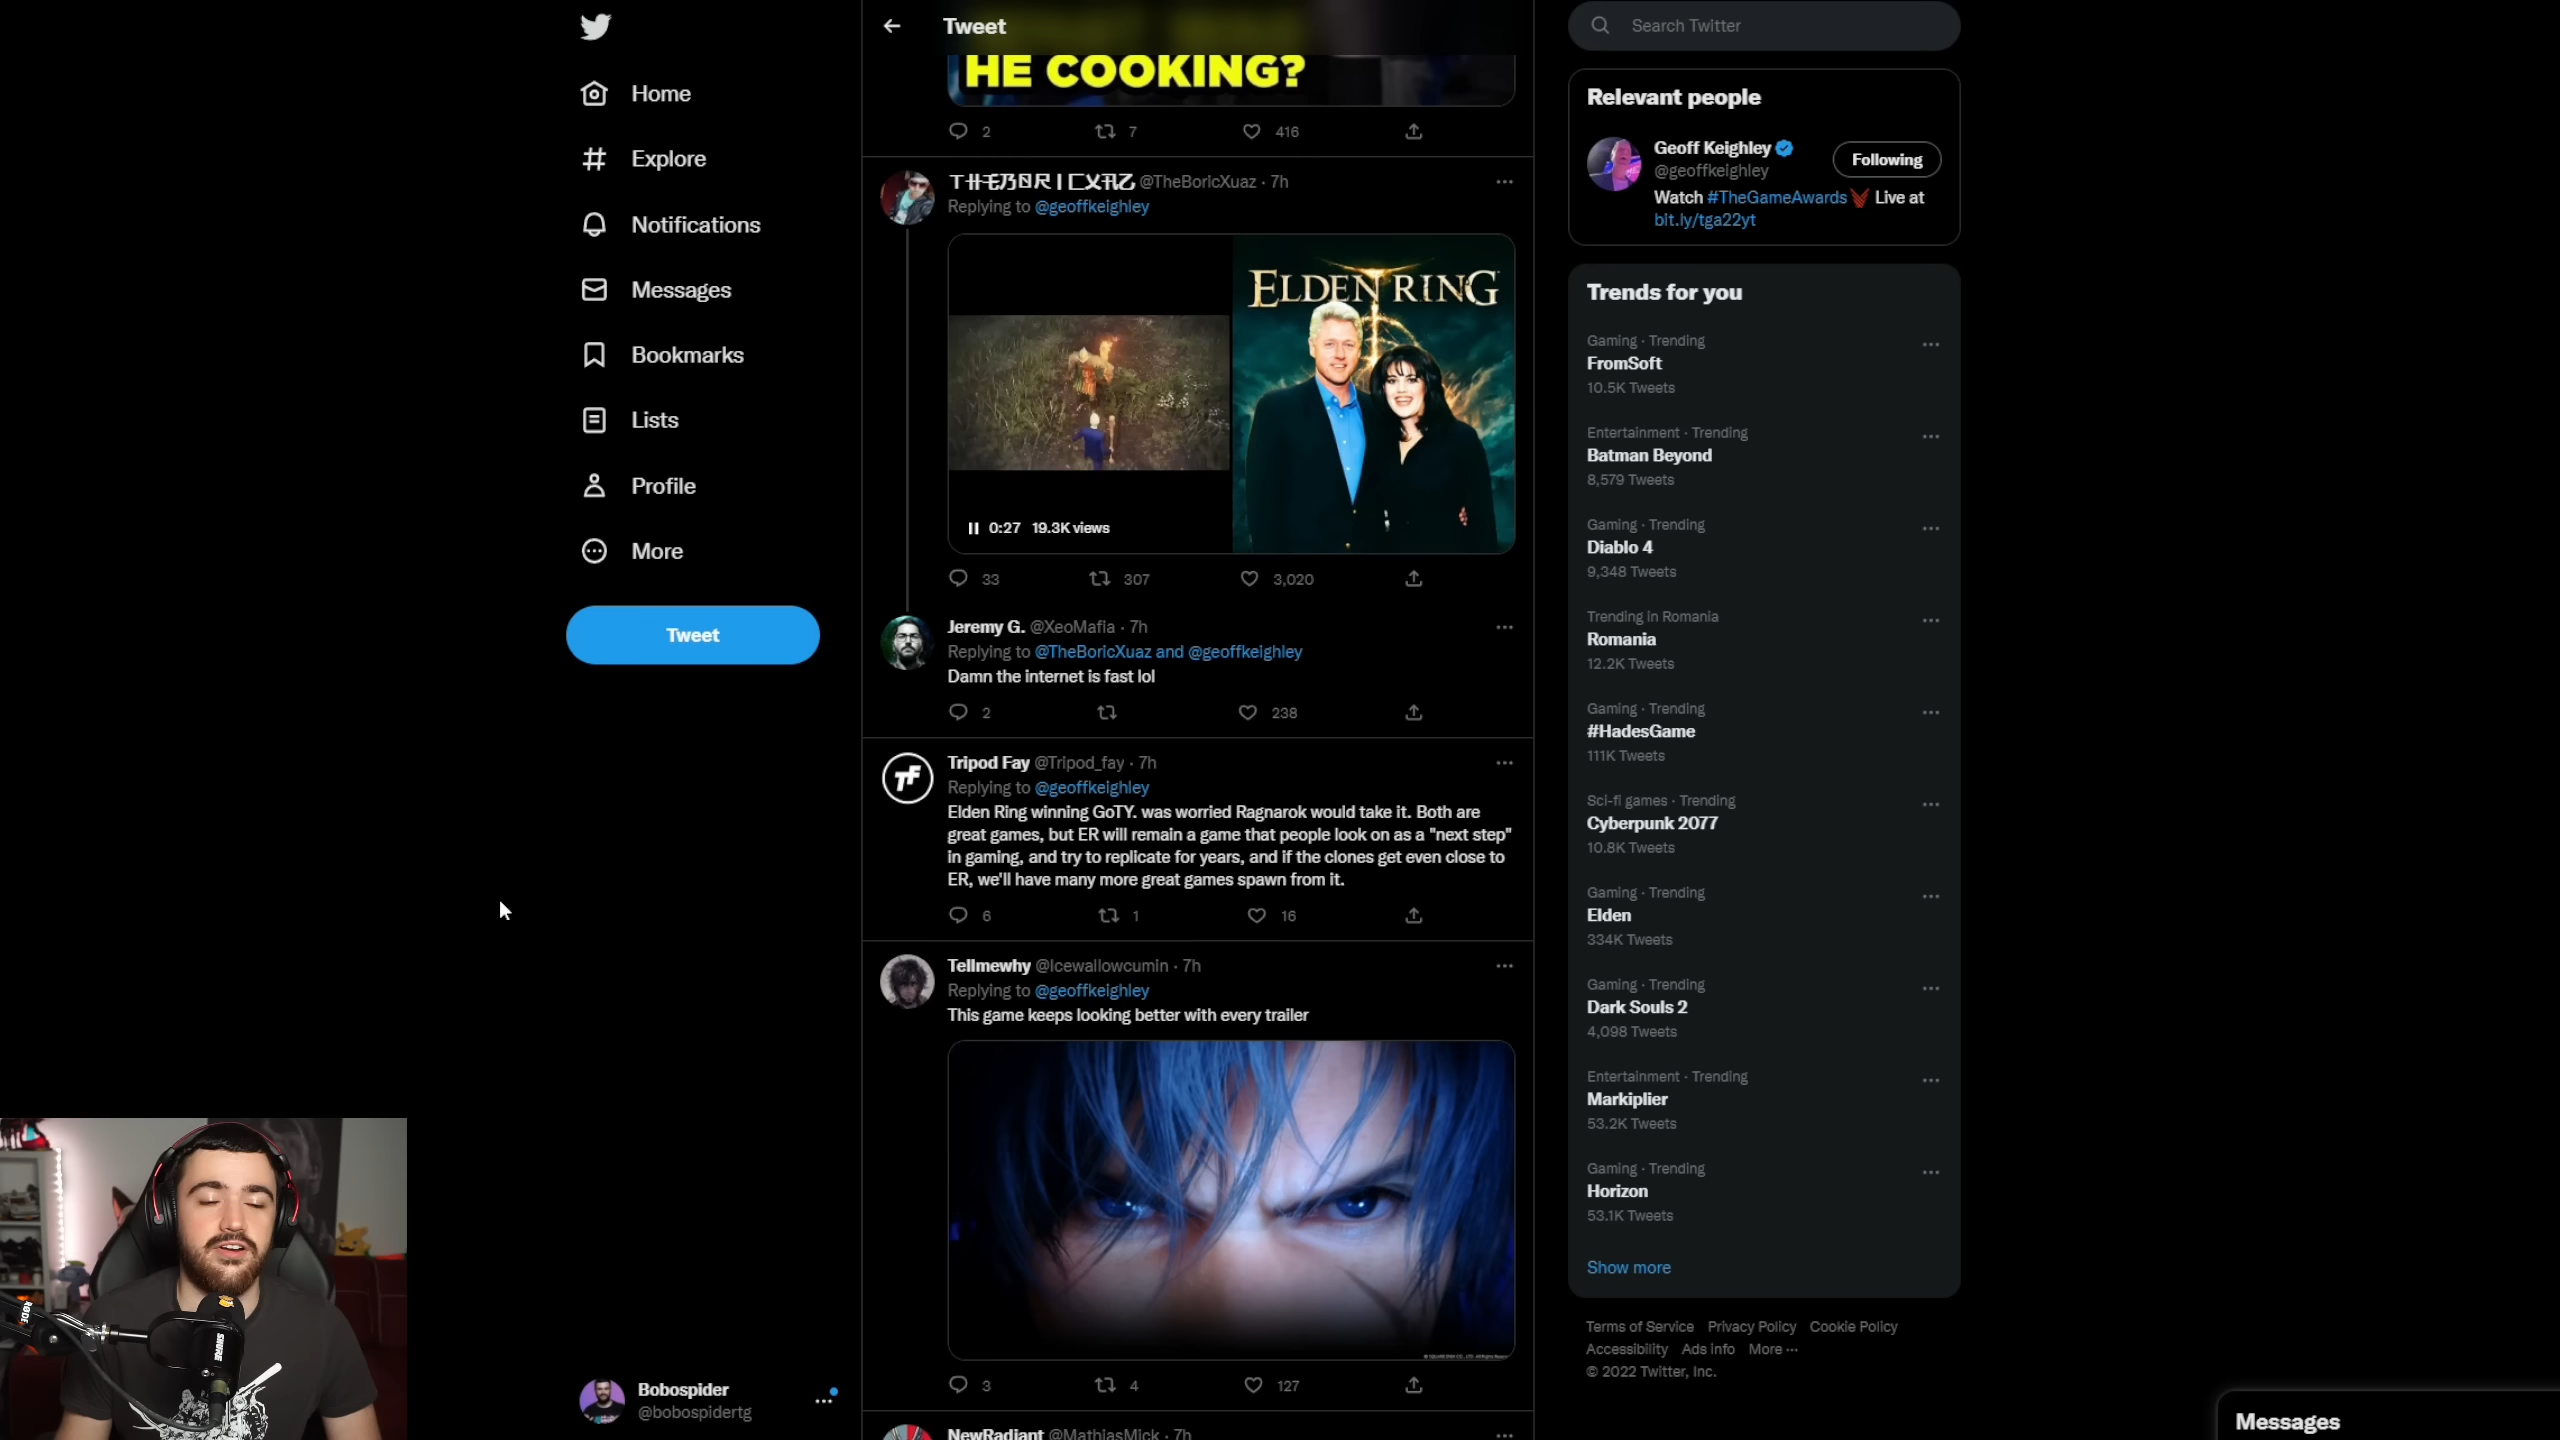 Home
Explore
Notifications
Messages
Bookmarks
Lists
Profile
More
Tweet
Bobospider
@bobospidertg
Tweet
HE COOKING?
2 7 416
@TheBoricXuaz · 7h
Replying to @geoffkeighley
ELDEN RING
0:27 19.3K views
33 307 3,020
Jeremy G. @XeoMafia · 7h
Replying to @TheBoricXuaz and @geoffkeighley
Damn the internet is fast lol
2 238
Tripod Fay @Tripod_fay · 7h
Replying to @geoffkeighley
Elden Ring winning GoTY. was worried Ragnarok would take it. Both are
great games, but ER will remain a game that people look on as a "next step"
in gaming, and try to replicate for years, and if the clones get even close to
ER, we'll have many more great games spawn from it.
6 1 16
Tellmewhy @Icewallowcumin · 7h
Replying to @geoffkeighley
This game keeps looking better with every trailer
3 4 127
NewRadiant @MathiasMick · 7h
Search Twitter
Relevant people
Geoff Keighley
@geoffkeighley
Following
Watch #TheGameAwards Live at
bit.ly/tga22yt
Trends for you
Gaming · Trending
FromSoft
10.5K Tweets
Entertainment · Trending
Batman Beyond
8,579 Tweets
Gaming · Trending
Diablo 4
9,348 Tweets
Trending in Romania
Romania
12.2K Tweets
Gaming · Trending
#HadesGame
111K Tweets
Sci-fi games · Trending
Cyberpunk 2077
10.8K Tweets
Gaming · Trending
Elden
334K Tweets
Gaming · Trending
Dark Souls 2
4,098 Tweets
Entertainment · Trending
Markiplier
53.2K Tweets
Gaming · Trending
Horizon
53.1K Tweets
Show more
Terms of Service Privacy Policy Cookie Policy
Accessibility Ads info More ···
© 2022 Twitter, Inc.
Messages
RØDE
SHURE